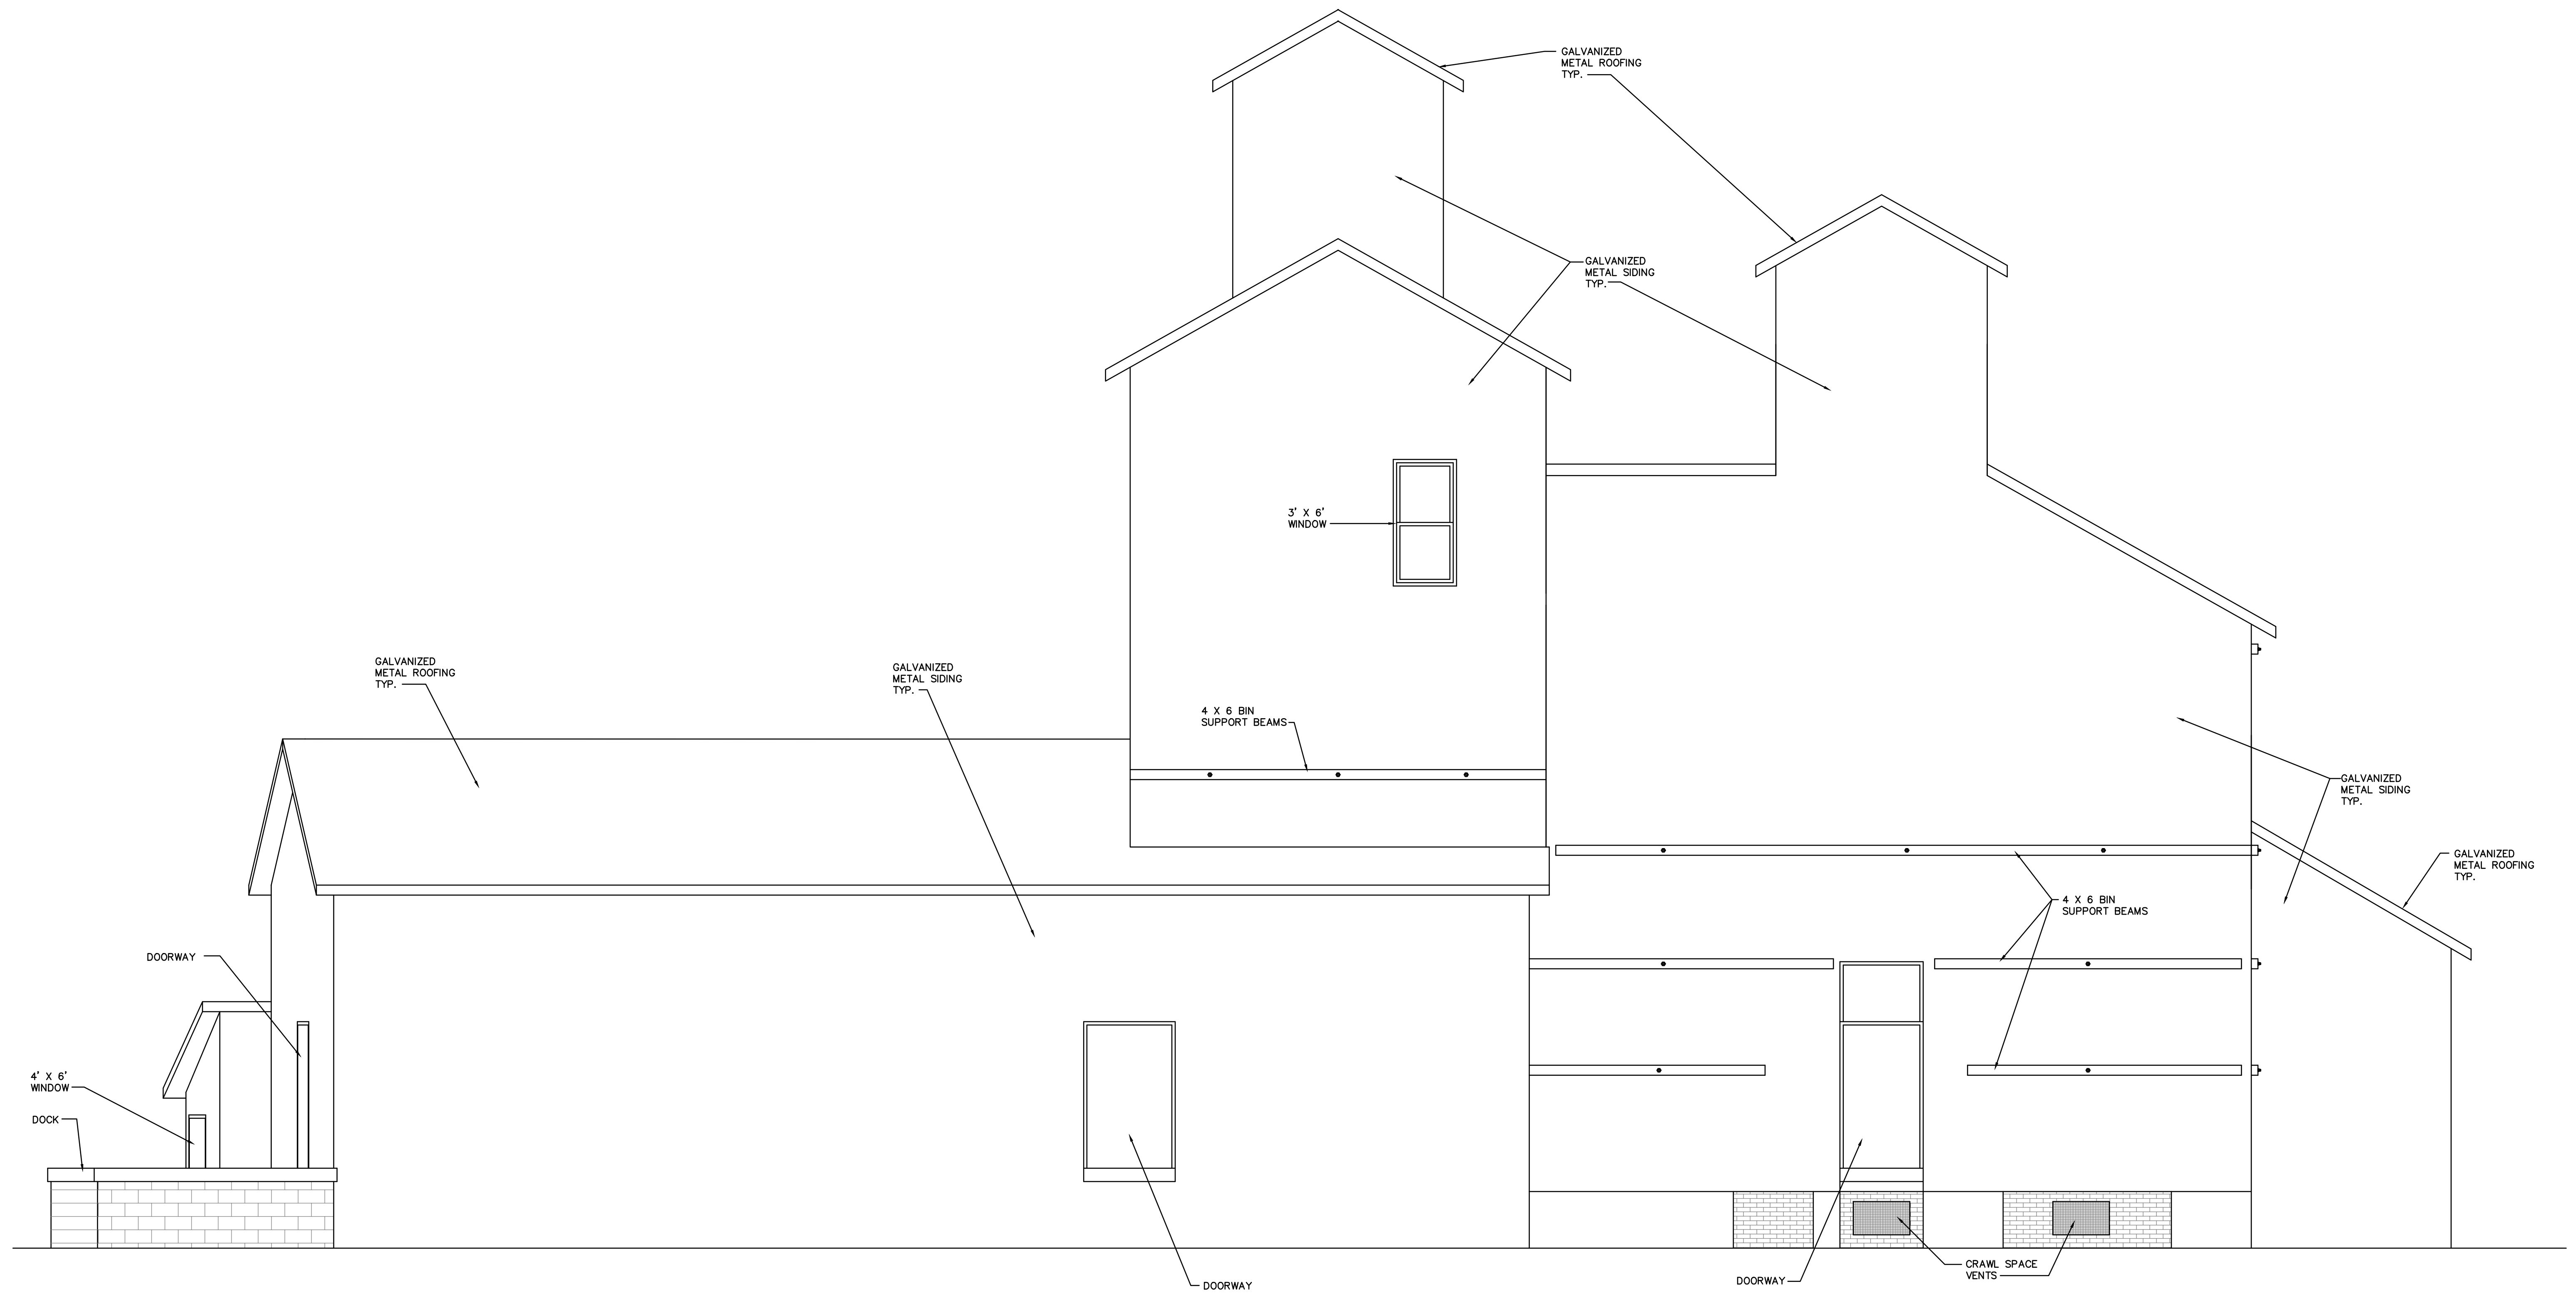 GALVANIZED
METAL ROOFING
TYP.
GALVANIZED
METAL SIDING
TYP.
3' X 6'
WINDOW
GALVANIZED
METAL ROOFING
TYP.
GALVANIZED
METAL SIDING
TYP.
4 X 6 BIN
SUPPORT BEAMS
GALVANIZED
METAL SIDING
TYP.
GALVANIZED
METAL ROOFING
TYP.
4 X 6 BIN
SUPPORT BEAMS
DOORWAY
4' X 6'
WINDOW
DOCK
DOORWAY
DOORWAY
CRAWL SPACE
VENTS